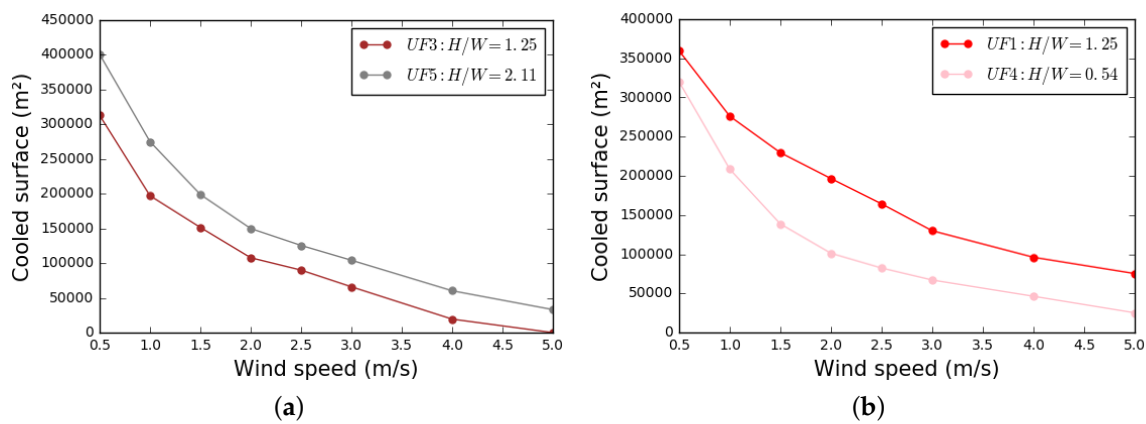 450000
400000
350000
300000
250000
200000
150000
100000
50000
0
Cooled surface (m²)
UF3 : H/W = 1.25
UF5 : H/W = 2.11
0.5 1.0 1.5 2.0 2.5 3.0 3.5 4.0 4.5 5.0
Wind speed (m/s)
(a)
400000
350000
300000
250000
200000
150000
100000
50000
0
Cooled surface (m²)
UF1 : H/W = 1.25
UF4 : H/W = 0.54
0.5 1.0 1.5 2.0 2.5 3.0 3.5 4.0 4.5 5.0
Wind speed (m/s)
(b)